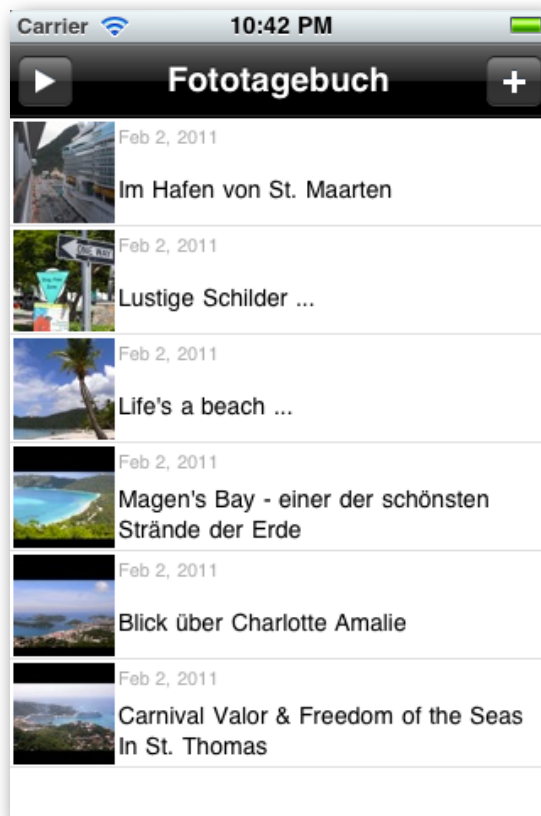 Carrier 10:42 PM
Fototagebuch
Feb 2, 2011
Im Hafen von St. Maarten
Feb 2, 2011
ONE WAY
Lustige Schilder ...
Feb 2, 2011
Life's a beach ...
Feb 2, 2011
Magen's Bay - einer der schönsten
Strände der Erde
Feb 2, 2011
Blick über Charlotte Amalie
Feb 2, 2011
Carnival Valor & Freedom of the Seas
In St. Thomas